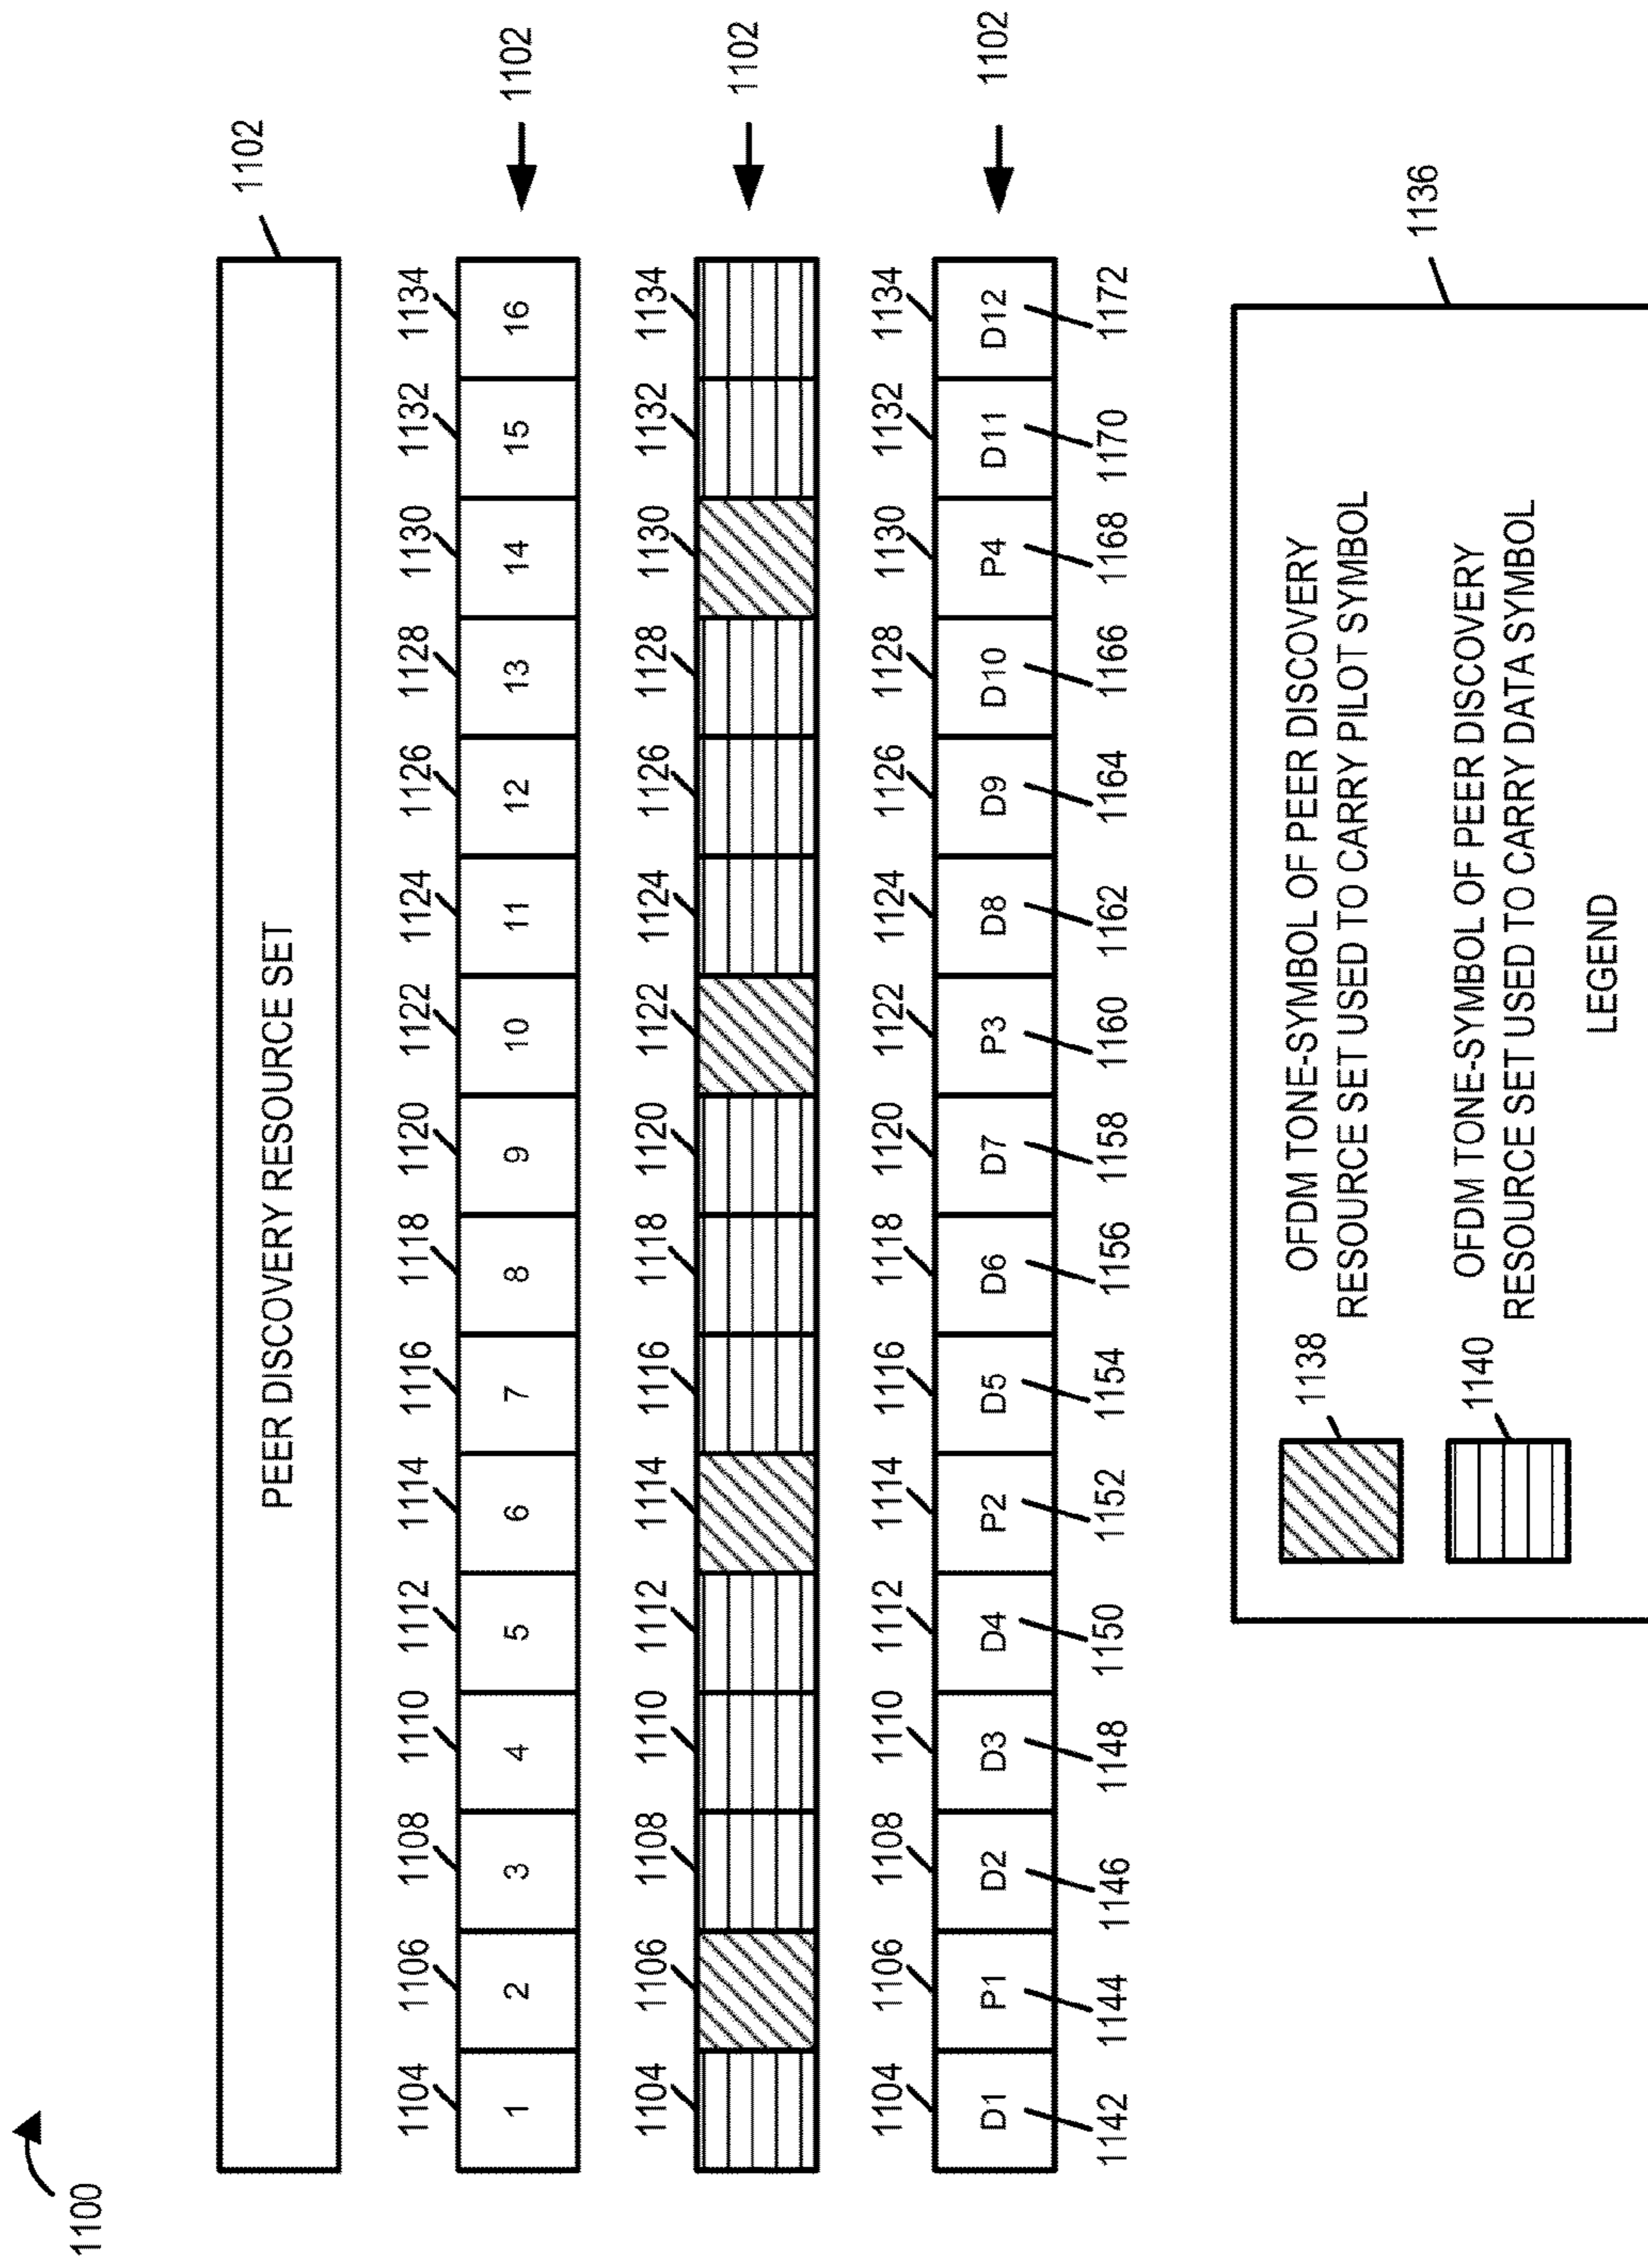 1100
PEER DISCOVERY RESOURCE SET
1102
1104 1106 1108 1110 1112 1114 1116 1118 1120 1122 1124 1126 1128 1130 1132 1134
1 2 3 4 5 6 7 8 9 10 11 12 13 14 15 16
1102
1104 1106 1108 1110 1112 1114 1116 1118 1120 1122 1124 1126 1128 1130 1132 1134
1102
1104 1106 1108 1110 1112 1114 1116 1118 1120 1122 1124 1126 1128 1130 1132 1134
D1 P1 D2 D3 D4 P2 D5 D6 D7 P3 D8 D9 D10 P4 D11 D12
1102
1142 1144 1146 1148 1150 1152 1154 1156 1158 1160 1162 1164 1166 1168 1170 1172
1136
1138
OFDM TONE-SYMBOL OF PEER DISCOVERY
RESOURCE SET USED TO CARRY PILOT SYMBOL
1140
OFDM TONE-SYMBOL OF PEER DISCOVERY
RESOURCE SET USED TO CARRY DATA SYMBOL
LEGEND